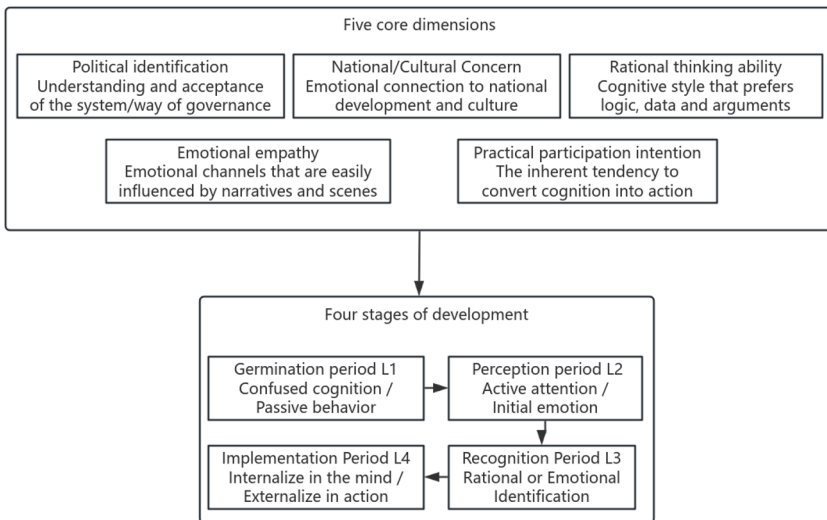 Five core dimensions
Political identification
Understanding and acceptance
of the system/way of governance
National/Cultural Concern
Emotional connection to national
development and culture
Rational thinking ability
Cognitive style that prefers
logic, data and arguments
Emotional empathy
Emotional channels that are easily
influenced by narratives and scenes
Practical participation intention
The inherent tendency to
convert cognition into action
Four stages of development
Germination period L1
Confused cognition /
Passive behavior
Perception period L2
Active attention /
Initial emotion
Implementation Period L4
Internalize in the mind /
Externalize in action
Recognition Period L3
Rational or Emotional
Identification